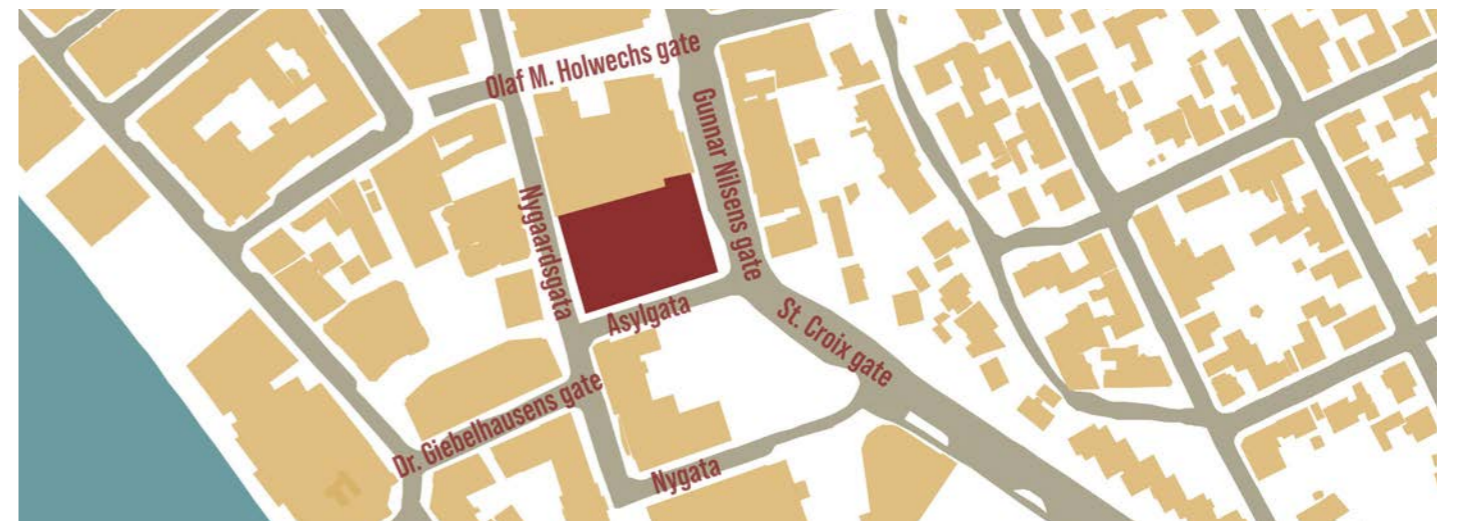 Olaf M. Holwechs gate
Gunnar Nilsens gate
Nygaardsgata
Asylgata
St. Croix gate
Dr. Giebelhausens gate
Nygata